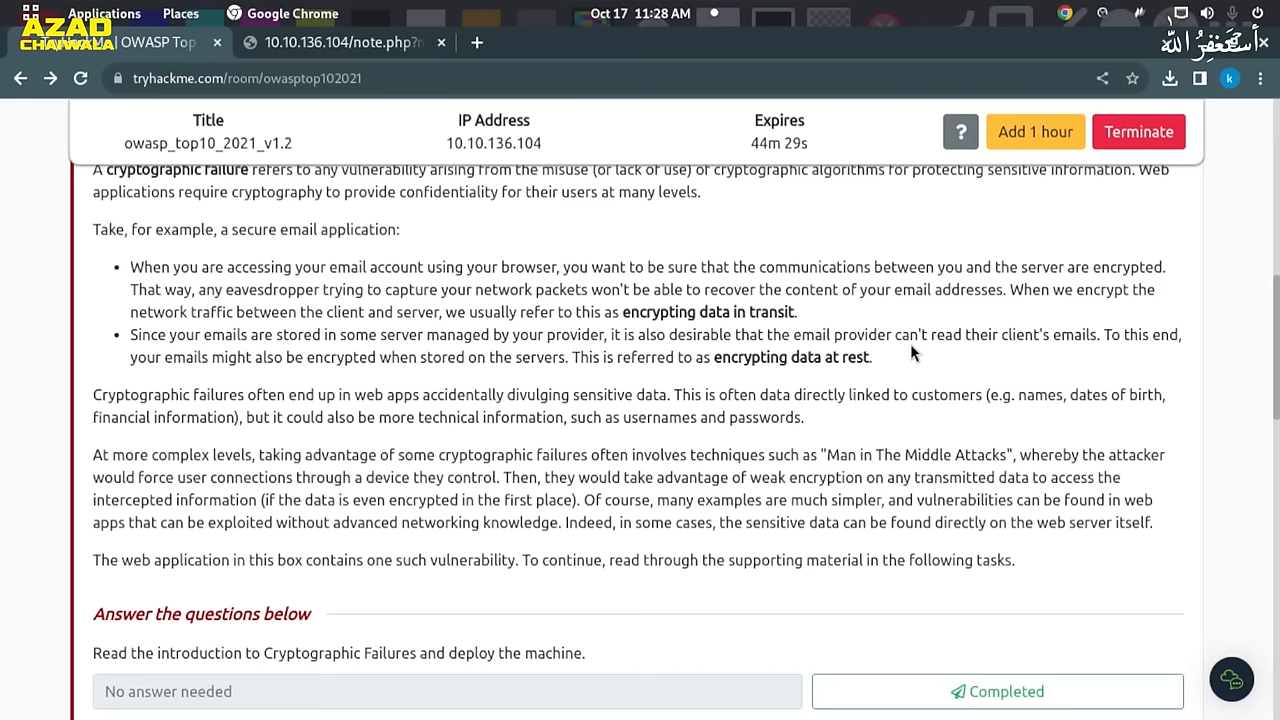 Applications Places Google Chrome Oct 17 11:28 AM
AZAD
CHAIWALA
OWASP Top
10.10.136.104/note.php?n
أستغفر الله
tryhackme.com/room/owasptop102021
k
Title IP Address Expires
owasp_top10_2021_v1.2 10.10.136.104 44m 29s
? Add 1 hour Terminate
A cryptographic failure refers to any vulnerability arising from the misuse (or lack of use) of cryptographic algorithms for protecting sensitive information. Web
applications require cryptography to provide confidentiality for their users at many levels.
Take, for example, a secure email application:
• When you are accessing your email account using your browser, you want to be sure that the communications between you and the server are encrypted.
That way, any eavesdropper trying to capture your network packets won't be able to recover the content of your email addresses. When we encrypt the
network traffic between the client and server, we usually refer to this as encrypting data in transit.
• Since your emails are stored in some server managed by your provider, it is also desirable that the email provider can't read their client's emails. To this end,
your emails might also be encrypted when stored on the servers. This is referred to as encrypting data at rest.
Cryptographic failures often end up in web apps accidentally divulging sensitive data. This is often data directly linked to customers (e.g. names, dates of birth,
financial information), but it could also be more technical information, such as usernames and passwords.
At more complex levels, taking advantage of some cryptographic failures often involves techniques such as "Man in The Middle Attacks", whereby the attacker
would force user connections through a device they control. Then, they would take advantage of weak encryption on any transmitted data to access the
intercepted information (if the data is even encrypted in the first place). Of course, many examples are much simpler, and vulnerabilities can be found in web
apps that can be exploited without advanced networking knowledge. Indeed, in some cases, the sensitive data can be found directly on the web server itself.
The web application in this box contains one such vulnerability. To continue, read through the supporting material in the following tasks.
Answer the questions below
Read the introduction to Cryptographic Failures and deploy the machine.
No answer needed Completed